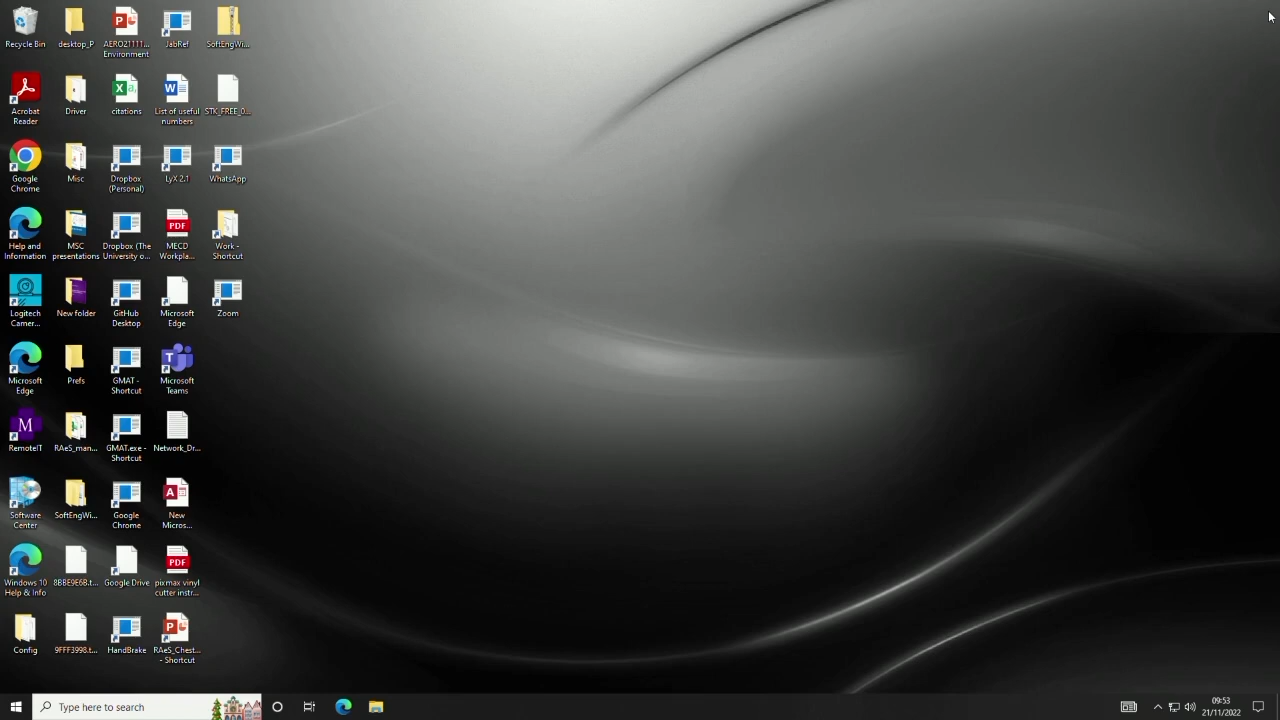 Recycle Bin
desktop_P
AERO21111...
Environment
JabRef
SoftEngWi...
Acrobat
Reader
Driver
citations
List of useful
numbers
STK_FREE_0...
Google
Chrome
Misc
Dropbox
(Personal)
LyX 2.1
WhatsApp
Help and
Information
MSC
presentations
Dropbox (The
University o...
MECD
Workpla...
Work -
Shortcut
Logitech
Camer...
New folder
GitHub
Desktop
Microsoft
Edge
Zoom
Microsoft
Edge
Prefs
GMAT -
Shortcut
Microsoft
Teams
RemoteIT
RAeS_man...
GMAT.exe -
Shortcut
Network_Dr...
Software
Center
SoftEngWi...
Google
Chrome
New
Micros...
Windows 10
Help & Info
8BBE9E6B.t...
Google Drive
pixmax vinyl
cutter instr...
Config
9FFF3998.t...
HandBrake
RAeS_Chest...
- Shortcut
Type here to search
09:53
21/11/2022